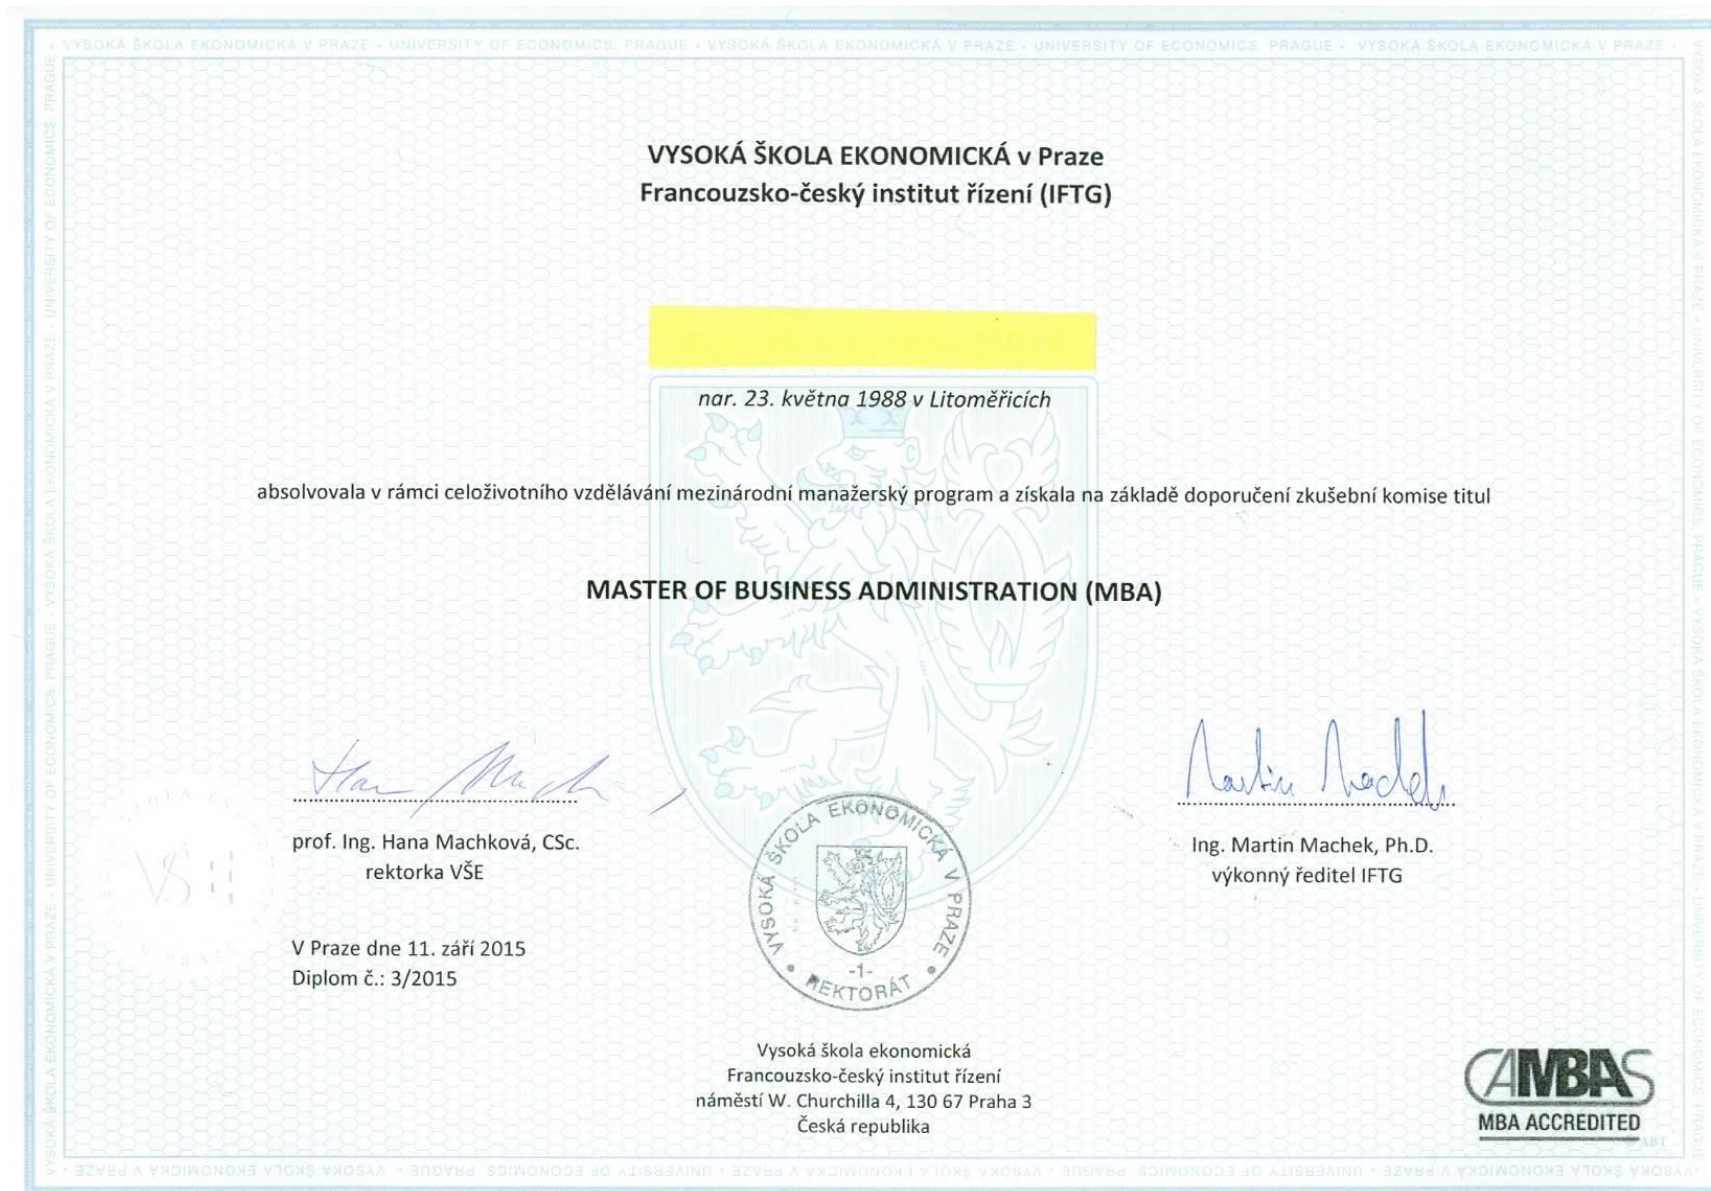 • VYSOKÁ ŠKOLA EKONOMICKÁ V PRAZE • UNIVERSITY OF ECONOMICS, PRAGUE • VYSOKÁ ŠKOLA EKONOMICKÁ V PRAZE • UNIVERSITY OF ECONOMICS, PRAGUE • VYSOKÁ ŠKOLA EKONOMICKÁ V PRAZE •
VYSOKÁ ŠKOLA EKONOMICKÁ v Praze
Francouzsko-český institut řízení (IFTG)
nar. 23. května 1988 v Litoměřicích
absolvovala v rámci celoživotního vzdělávání mezinárodní manažerský program a získala na základě doporučení zkušební komise titul
MASTER OF BUSINESS ADMINISTRATION (MBA)
prof. Ing. Hana Machková, CSc.
rektorka VŠE
Ing. Martin Machek, Ph.D.
výkonný ředitel IFTG
VYSOKÁ ŠKOLA EKONOMICKÁ V PRAZE
-1-
REKTORÁT
V Praze dne 11. září 2015
Diplom č.: 3/2015
Vysoká škola ekonomická
Francouzsko-český institut řízení
náměstí W. Churchilla 4, 130 67 Praha 3
Česká republika
CAMBAS
MBA ACCREDITED